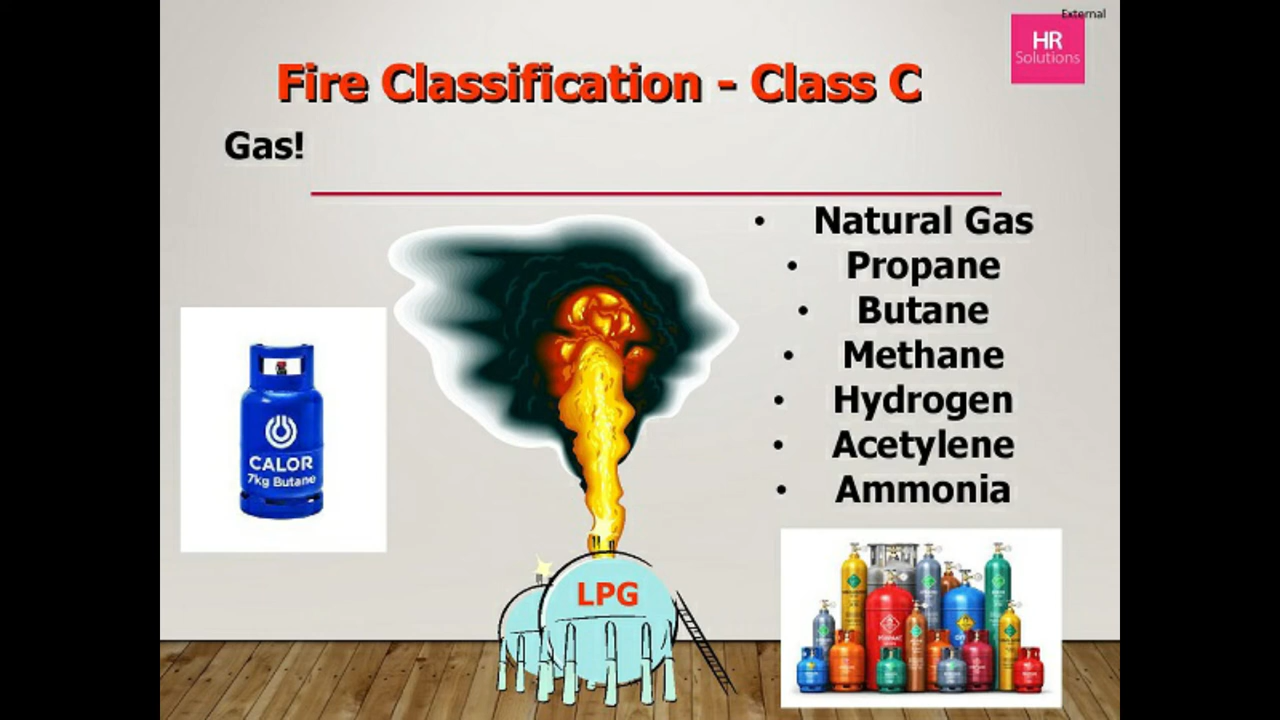 External
HR
Solutions
Fire Classification - Class C
Gas!
• Natural Gas
• Propane
• Butane
• Methane
• Hydrogen
• Acetylene
• Ammonia
CALOR
7kg Butane
LPG